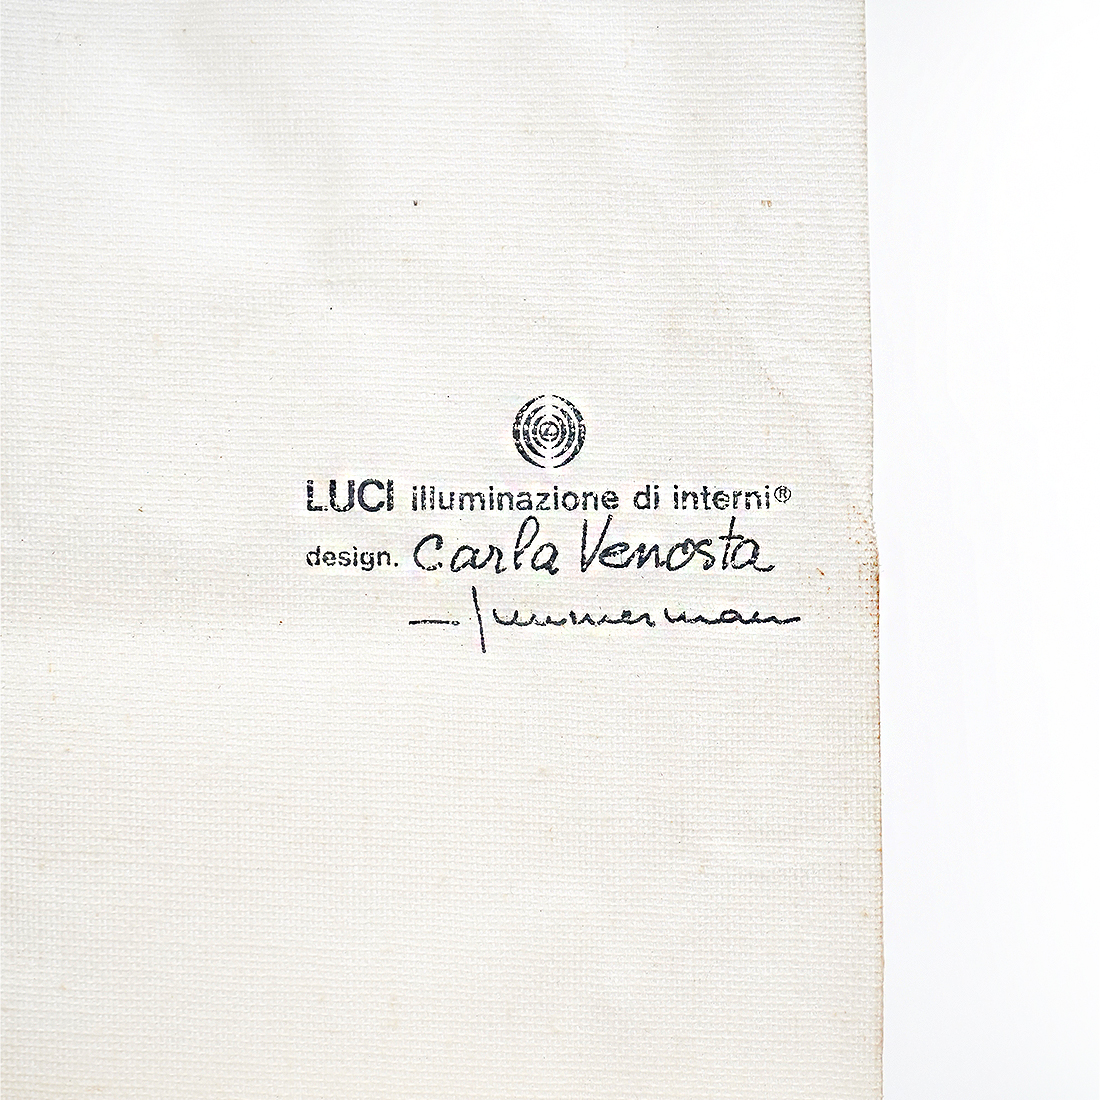 LUCI illuminazione di interni®
design. Carla Venosta